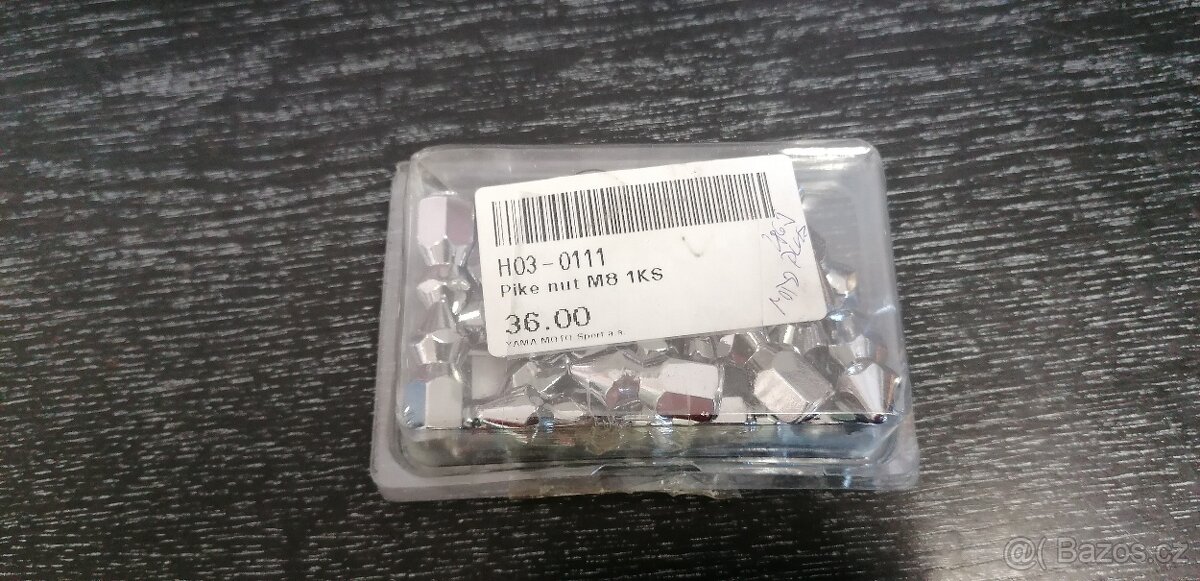 H03-0111
Pike nut M8 1KS
36.00
YAMA MOTO Sport a.s.
@( Bazos.cz